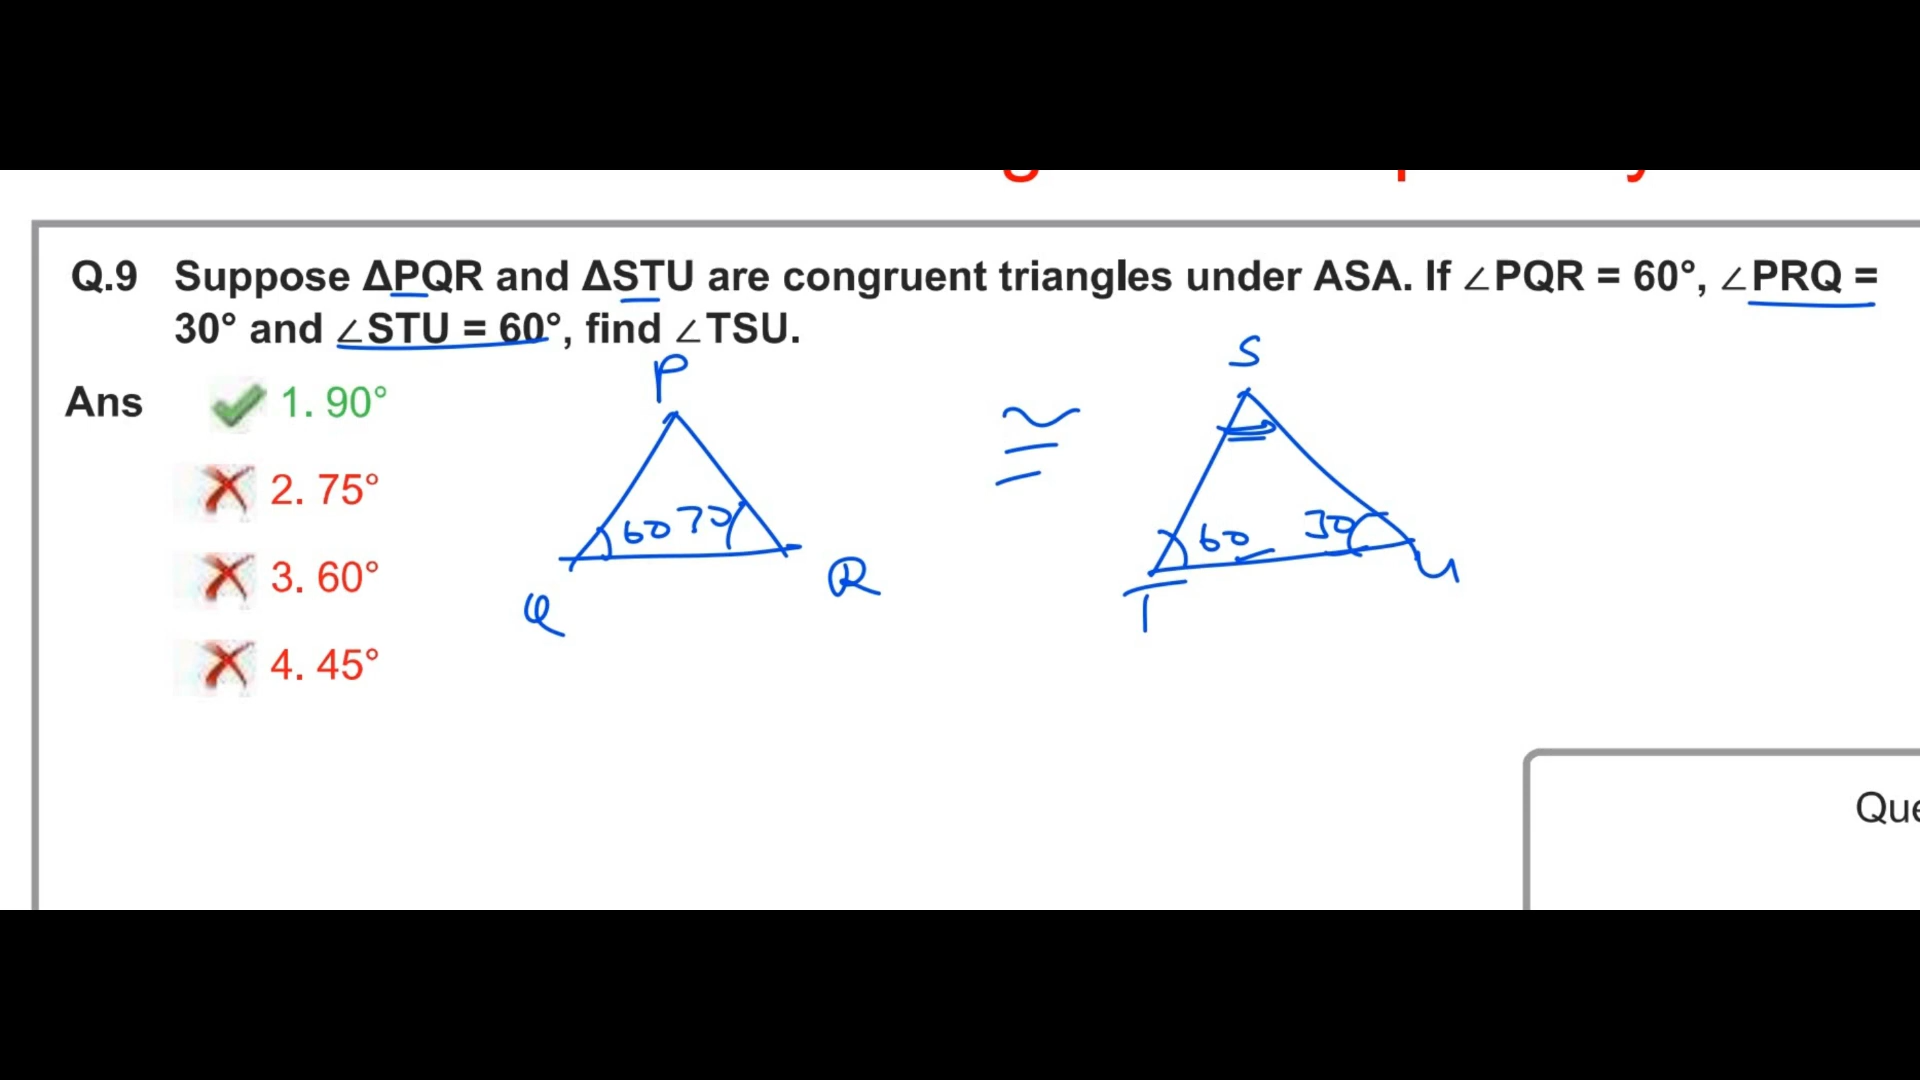 Q.9 Suppose ΔPQR and ΔSTU are congruent triangles under ASA. If ∠PQR = 60°, ∠PRQ =
30° and ∠STU = 60°, find ∠TSU.
Ans 1. 90°
2. 75°
3. 60°
4. 45°
P
≅
S
60
60 30
Q R
T U
Que